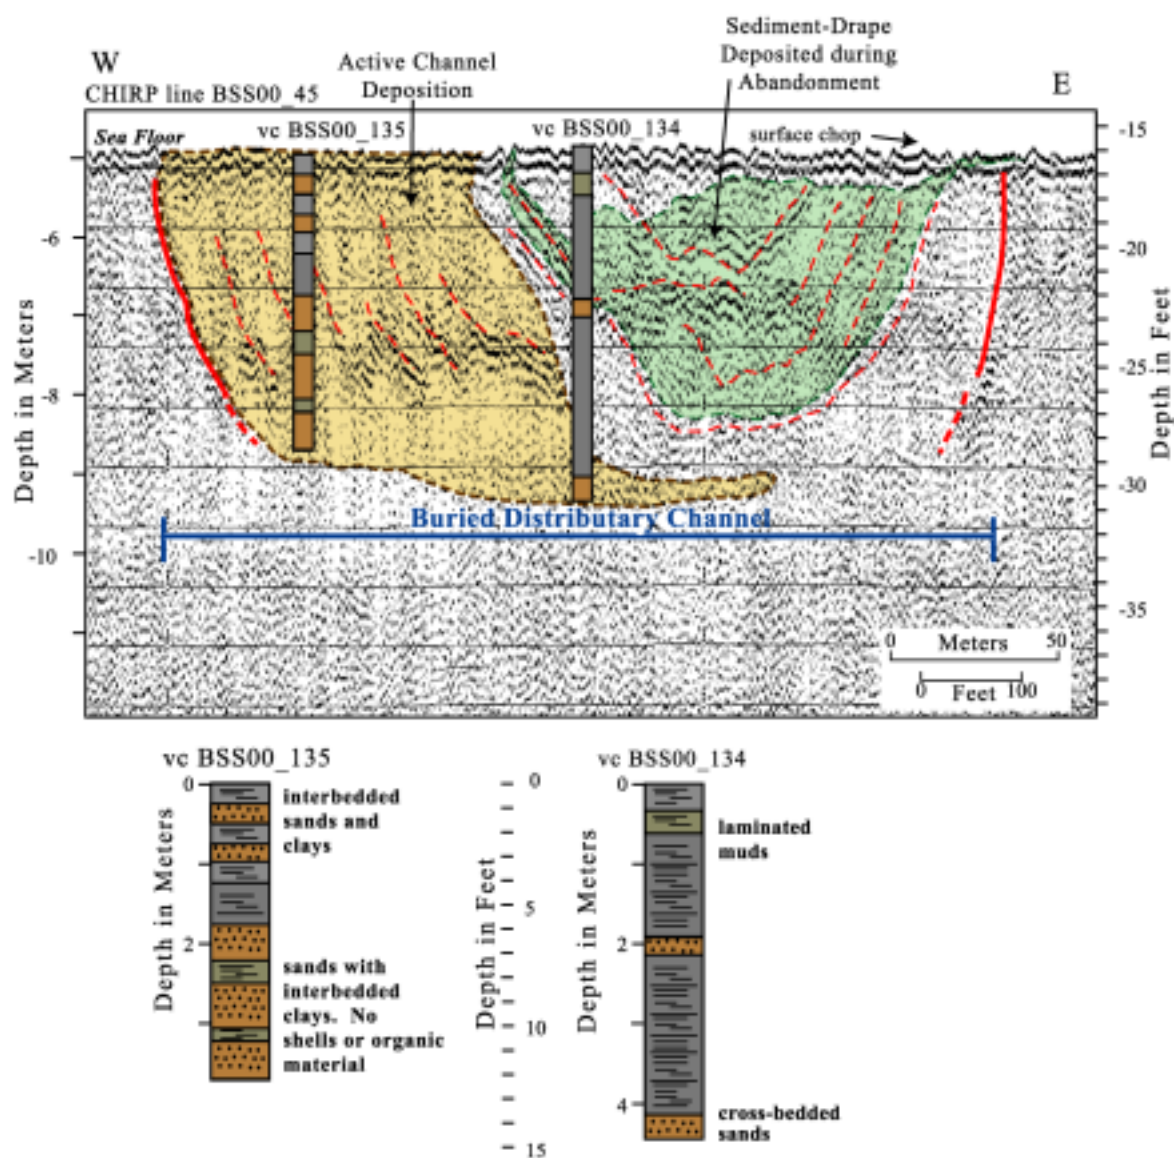 W
Active Channel
Deposition
Sediment-Drape
Deposited during
Abandonment
E
CHIRP line BSS00_45
Sea Floor
vc BSS00_135
vc BSS00_134
surface chop
-15
-6
-20
-8
-25
-30
-10
-35
Depth in Meters
Depth in Feet
Buried Distributary Channel
0 50
Meters
0 100
Feet
vc BSS00_135
0
2
Depth in Meters
interbedded
sands and
clays
sands with
interbedded
clays. No
shells or organic
material
0
5
10
15
Depth in Feet
vc BSS00_134
0
2
4
Depth in Meters
laminated
muds
cross-bedded
sands